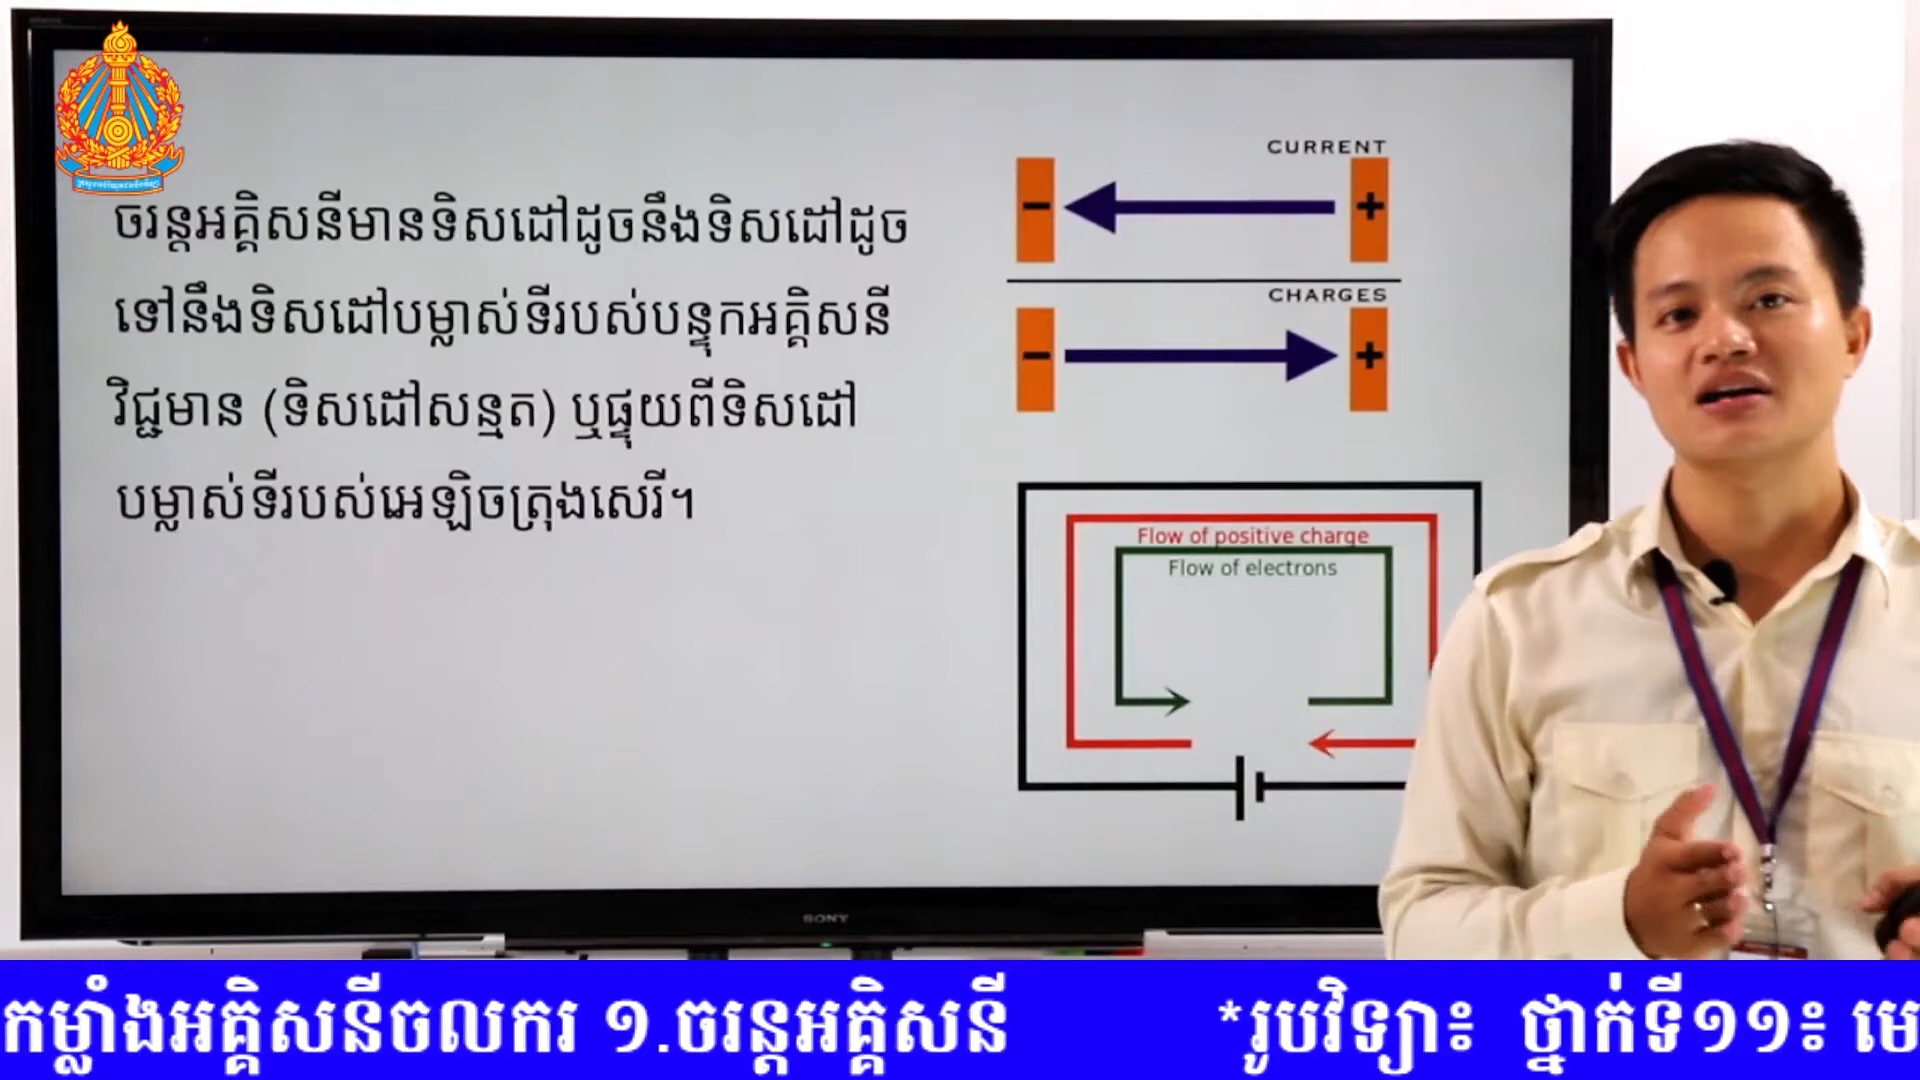 ចរន្តអគ្គិសនីមានទិសដៅដូចនឹងទិសដៅដូច
ទៅនឹងទិសដៅបម្លាស់ទីរបស់បន្ទុកអគ្គិសនី
វិជ្ជមាន (ទិសដៅសន្មត) ឬផ្ទុយពីទិសដៅ
បម្លាស់ទីរបស់អេឡិចត្រុងសេរី។
CURRENT
− +
CHARGES
− +
Flow of positive charge
Flow of electrons
SONY
កម្លាំងអគ្គិសនីចលករ ១.ចរន្តអគ្គិសនី *រូបវិទ្យា៖ ថ្នាក់ទី១១៖ មេ